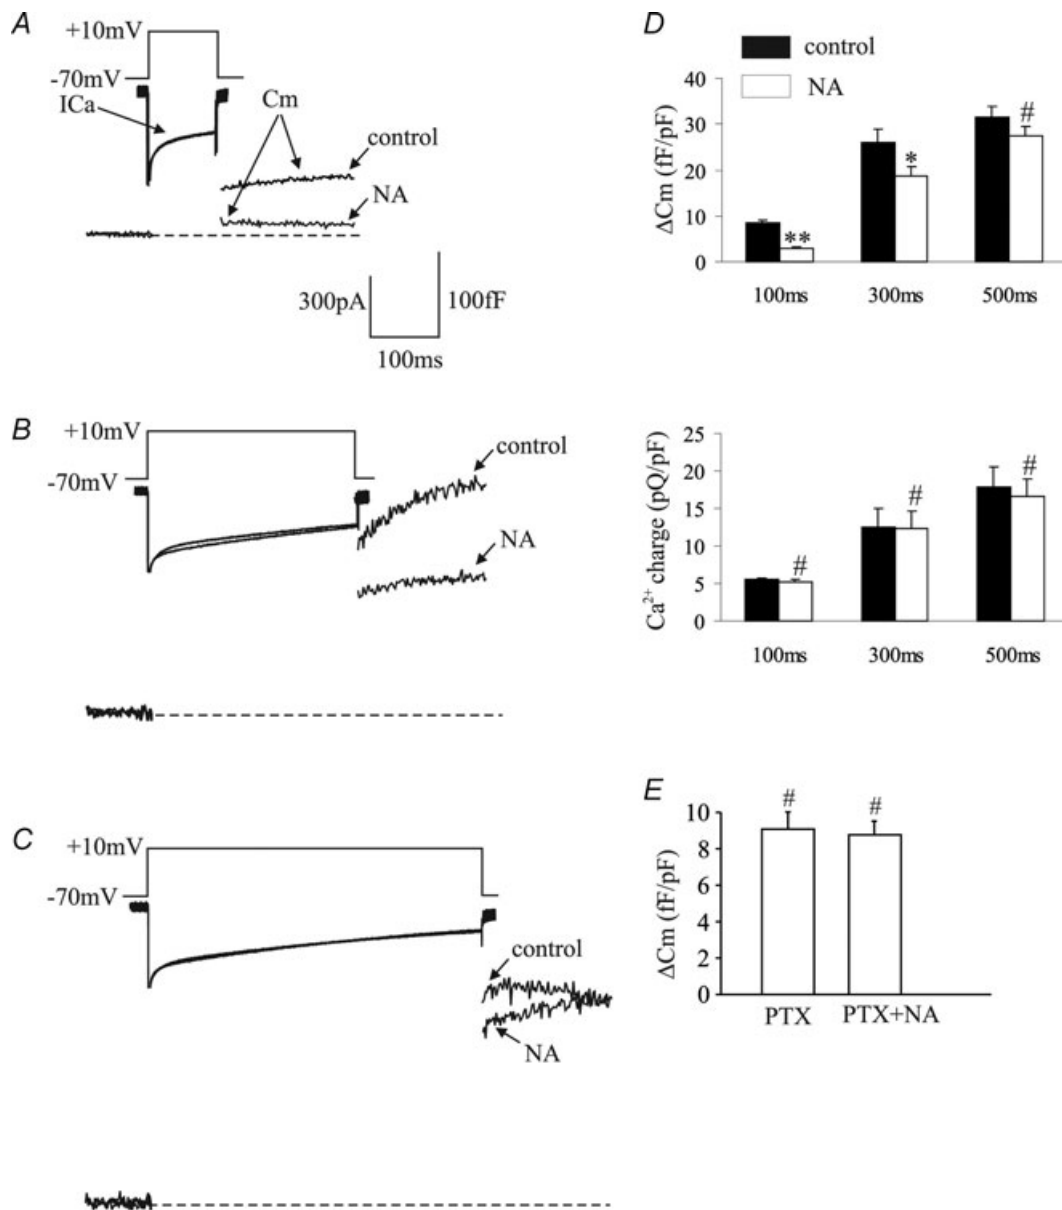 A
+10mV
-70mV
ICa
Cm
control
NA
300pA
100fF
100ms
B
+10mV
-70mV
control
NA
C
+10mV
-70mV
control
NA
D
control
NA
ΔCm (fF/pF)
40
30
20
10
0
**
*
#
100ms
300ms
500ms
Ca²⁺ charge (pQ/pF)
25
20
15
10
5
0
#
#
#
100ms
300ms
500ms
E
ΔCm (fF/pF)
10
8
6
4
2
0
#
#
PTX
PTX+NA